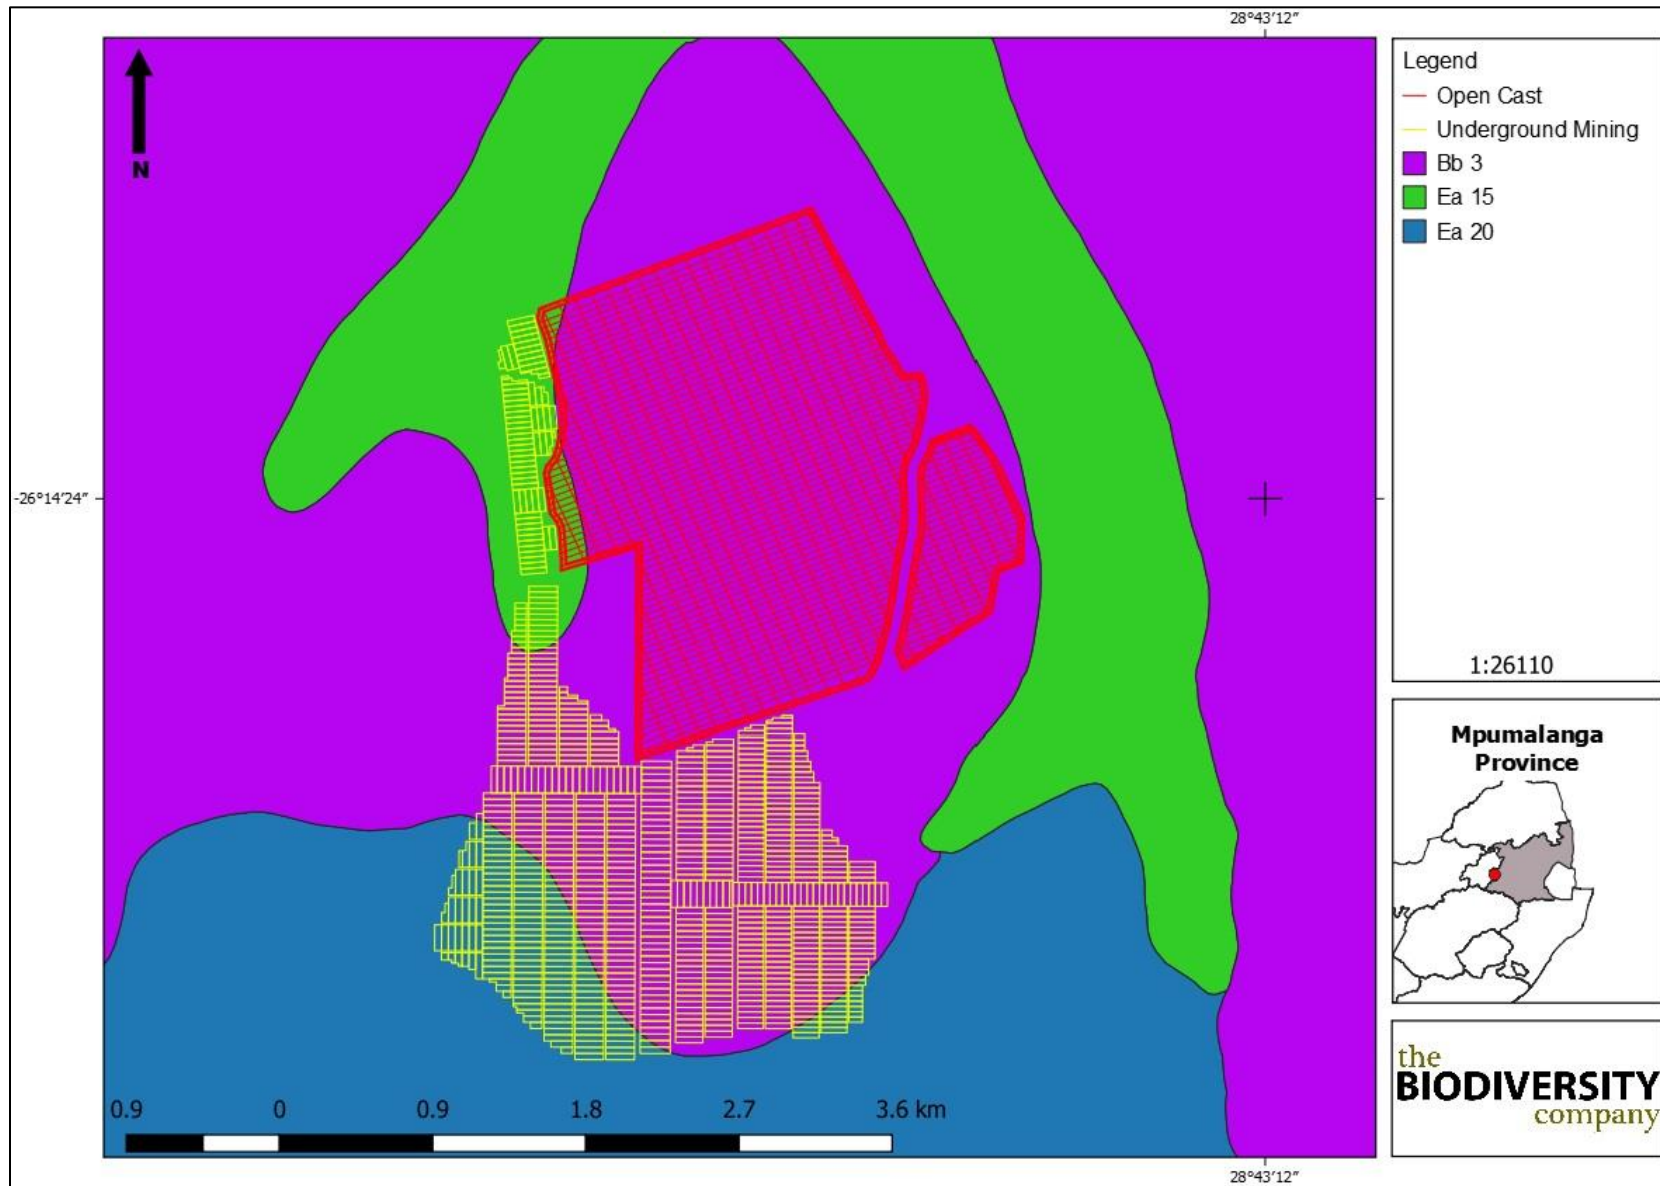 28°43'12"
N
-26°14'24"
0.9 0 0.9 1.8 2.7 3.6 km
28°43'12"
Legend
Open Cast
Underground Mining
Bb 3
Ea 15
Ea 20
1:26110
Mpumalanga
Province
the
BIODIVERSITY
company